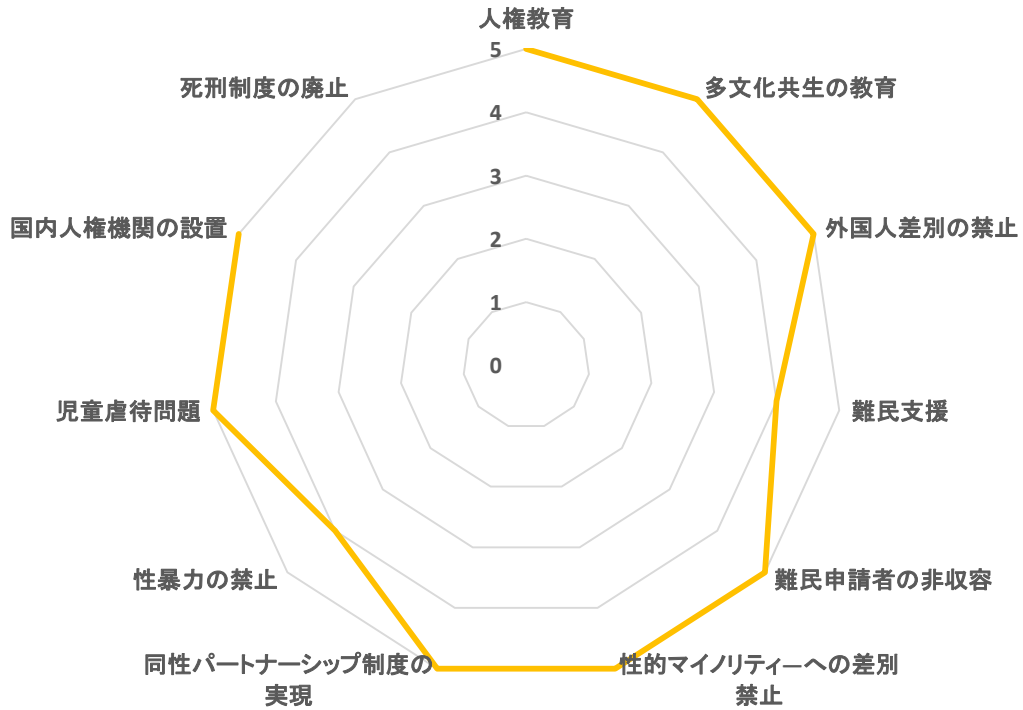 人権教育
5
死刑制度の廃止
多文化共生の教育
4
3
国内人権機関の設置
外国人差別の禁止
2
1
0
児童虐待問題
難民支援
性暴力の禁止
難民申請者の非収容
同性パートナーシップ制度の
実現
性的マイノリティ―への差別
禁止